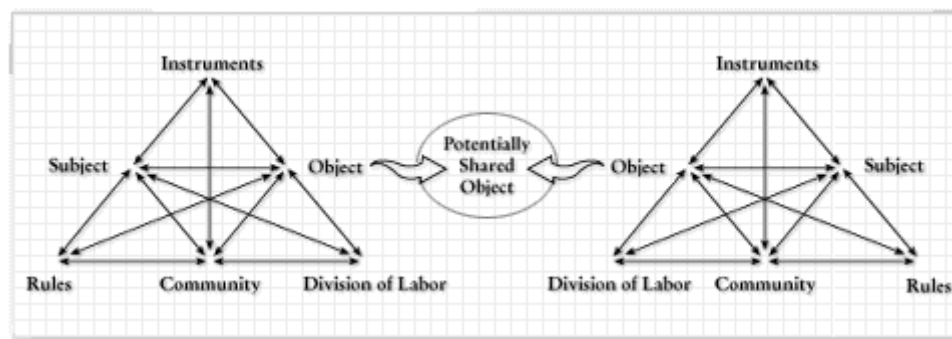 Instruments
Instruments
Subject
Object
Potentially
Shared
Object
Object
Subject
Rules
Community
Division of Labor
Division of Labor
Community
Rules